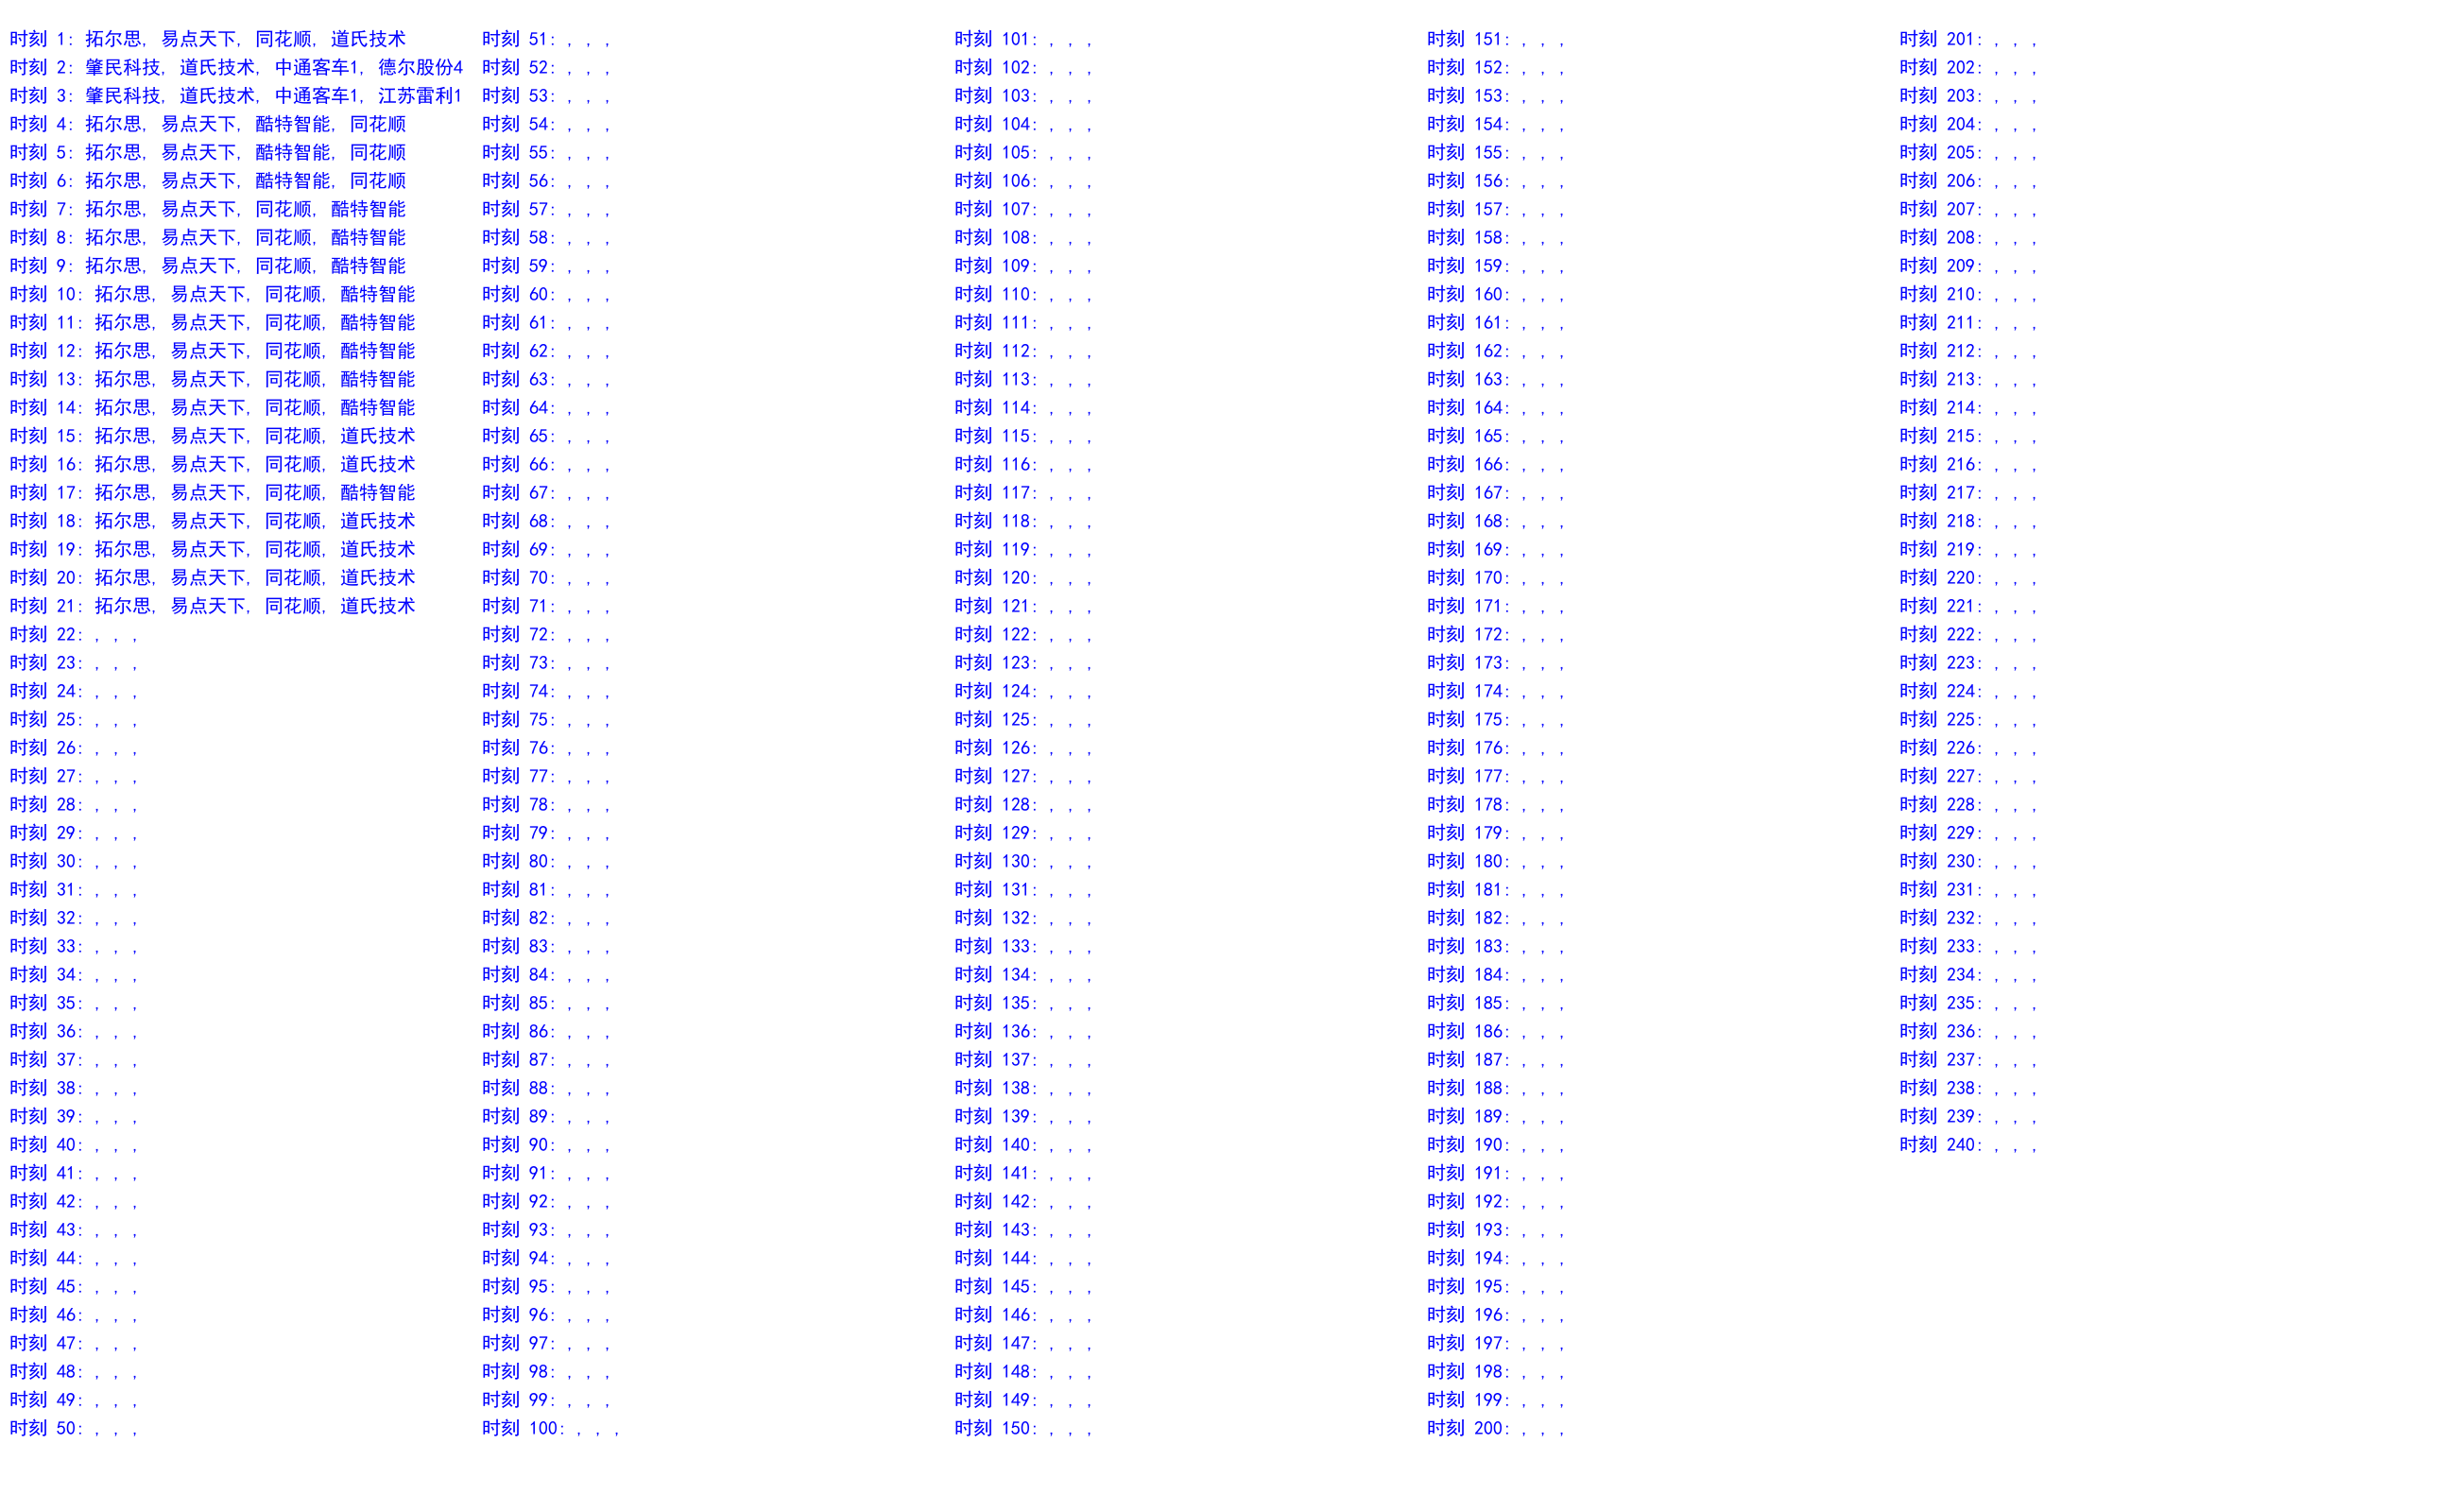 时刻 1: 拓尔思, 易点天下, 同花顺, 道氏技术
时刻 2: 肇民科技, 道氏技术, 中通客车1, 德尔股份4
时刻 3: 肇民科技, 道氏技术, 中通客车1, 江苏雷利1
时刻 4: 拓尔思, 易点天下, 酷特智能, 同花顺
时刻 5: 拓尔思, 易点天下, 酷特智能, 同花顺
时刻 6: 拓尔思, 易点天下, 酷特智能, 同花顺
时刻 7: 拓尔思, 易点天下, 同花顺, 酷特智能
时刻 8: 拓尔思, 易点天下, 同花顺, 酷特智能
时刻 9: 拓尔思, 易点天下, 同花顺, 酷特智能
时刻 10: 拓尔思, 易点天下, 同花顺, 酷特智能
时刻 11: 拓尔思, 易点天下, 同花顺, 酷特智能
时刻 12: 拓尔思, 易点天下, 同花顺, 酷特智能
时刻 13: 拓尔思, 易点天下, 同花顺, 酷特智能
时刻 14: 拓尔思, 易点天下, 同花顺, 酷特智能
时刻 15: 拓尔思, 易点天下, 同花顺, 道氏技术
时刻 16: 拓尔思, 易点天下, 同花顺, 道氏技术
时刻 17: 拓尔思, 易点天下, 同花顺, 酷特智能
时刻 18: 拓尔思, 易点天下, 同花顺, 道氏技术
时刻 19: 拓尔思, 易点天下, 同花顺, 道氏技术
时刻 20: 拓尔思, 易点天下, 同花顺, 道氏技术
时刻 21: 拓尔思, 易点天下, 同花顺, 道氏技术
时刻 22: , , ,
时刻 23: , , ,
时刻 24: , , ,
时刻 25: , , ,
时刻 26: , , ,
时刻 27: , , ,
时刻 28: , , ,
时刻 29: , , ,
时刻 30: , , ,
时刻 31: , , ,
时刻 32: , , ,
时刻 33: , , ,
时刻 34: , , ,
时刻 35: , , ,
时刻 36: , , ,
时刻 37: , , ,
时刻 38: , , ,
时刻 39: , , ,
时刻 40: , , ,
时刻 41: , , ,
时刻 42: , , ,
时刻 43: , , ,
时刻 44: , , ,
时刻 45: , , ,
时刻 46: , , ,
时刻 47: , , ,
时刻 48: , , ,
时刻 49: , , ,
时刻 50: , , ,
时刻 51: , , ,
时刻 52: , , ,
时刻 53: , , ,
时刻 54: , , ,
时刻 55: , , ,
时刻 56: , , ,
时刻 57: , , ,
时刻 58: , , ,
时刻 59: , , ,
时刻 60: , , ,
时刻 61: , , ,
时刻 62: , , ,
时刻 63: , , ,
时刻 64: , , ,
时刻 65: , , ,
时刻 66: , , ,
时刻 67: , , ,
时刻 68: , , ,
时刻 69: , , ,
时刻 70: , , ,
时刻 71: , , ,
时刻 72: , , ,
时刻 73: , , ,
时刻 74: , , ,
时刻 75: , , ,
时刻 76: , , ,
时刻 77: , , ,
时刻 78: , , ,
时刻 79: , , ,
时刻 80: , , ,
时刻 81: , , ,
时刻 82: , , ,
时刻 83: , , ,
时刻 84: , , ,
时刻 85: , , ,
时刻 86: , , ,
时刻 87: , , ,
时刻 88: , , ,
时刻 89: , , ,
时刻 90: , , ,
时刻 91: , , ,
时刻 92: , , ,
时刻 93: , , ,
时刻 94: , , ,
时刻 95: , , ,
时刻 96: , , ,
时刻 97: , , ,
时刻 98: , , ,
时刻 99: , , ,
时刻 100: , , ,
时刻 101: , , ,
时刻 102: , , ,
时刻 103: , , ,
时刻 104: , , ,
时刻 105: , , ,
时刻 106: , , ,
时刻 107: , , ,
时刻 108: , , ,
时刻 109: , , ,
时刻 110: , , ,
时刻 111: , , ,
时刻 112: , , ,
时刻 113: , , ,
时刻 114: , , ,
时刻 115: , , ,
时刻 116: , , ,
时刻 117: , , ,
时刻 118: , , ,
时刻 119: , , ,
时刻 120: , , ,
时刻 121: , , ,
时刻 122: , , ,
时刻 123: , , ,
时刻 124: , , ,
时刻 125: , , ,
时刻 126: , , ,
时刻 127: , , ,
时刻 128: , , ,
时刻 129: , , ,
时刻 130: , , ,
时刻 131: , , ,
时刻 132: , , ,
时刻 133: , , ,
时刻 134: , , ,
时刻 135: , , ,
时刻 136: , , ,
时刻 137: , , ,
时刻 138: , , ,
时刻 139: , , ,
时刻 140: , , ,
时刻 141: , , ,
时刻 142: , , ,
时刻 143: , , ,
时刻 144: , , ,
时刻 145: , , ,
时刻 146: , , ,
时刻 147: , , ,
时刻 148: , , ,
时刻 149: , , ,
时刻 150: , , ,
时刻 151: , , ,
时刻 152: , , ,
时刻 153: , , ,
时刻 154: , , ,
时刻 155: , , ,
时刻 156: , , ,
时刻 157: , , ,
时刻 158: , , ,
时刻 159: , , ,
时刻 160: , , ,
时刻 161: , , ,
时刻 162: , , ,
时刻 163: , , ,
时刻 164: , , ,
时刻 165: , , ,
时刻 166: , , ,
时刻 167: , , ,
时刻 168: , , ,
时刻 169: , , ,
时刻 170: , , ,
时刻 171: , , ,
时刻 172: , , ,
时刻 173: , , ,
时刻 174: , , ,
时刻 175: , , ,
时刻 176: , , ,
时刻 177: , , ,
时刻 178: , , ,
时刻 179: , , ,
时刻 180: , , ,
时刻 181: , , ,
时刻 182: , , ,
时刻 183: , , ,
时刻 184: , , ,
时刻 185: , , ,
时刻 186: , , ,
时刻 187: , , ,
时刻 188: , , ,
时刻 189: , , ,
时刻 190: , , ,
时刻 191: , , ,
时刻 192: , , ,
时刻 193: , , ,
时刻 194: , , ,
时刻 195: , , ,
时刻 196: , , ,
时刻 197: , , ,
时刻 198: , , ,
时刻 199: , , ,
时刻 200: , , ,
时刻 201: , , ,
时刻 202: , , ,
时刻 203: , , ,
时刻 204: , , ,
时刻 205: , , ,
时刻 206: , , ,
时刻 207: , , ,
时刻 208: , , ,
时刻 209: , , ,
时刻 210: , , ,
时刻 211: , , ,
时刻 212: , , ,
时刻 213: , , ,
时刻 214: , , ,
时刻 215: , , ,
时刻 216: , , ,
时刻 217: , , ,
时刻 218: , , ,
时刻 219: , , ,
时刻 220: , , ,
时刻 221: , , ,
时刻 222: , , ,
时刻 223: , , ,
时刻 224: , , ,
时刻 225: , , ,
时刻 226: , , ,
时刻 227: , , ,
时刻 228: , , ,
时刻 229: , , ,
时刻 230: , , ,
时刻 231: , , ,
时刻 232: , , ,
时刻 233: , , ,
时刻 234: , , ,
时刻 235: , , ,
时刻 236: , , ,
时刻 237: , , ,
时刻 238: , , ,
时刻 239: , , ,
时刻 240: , , ,